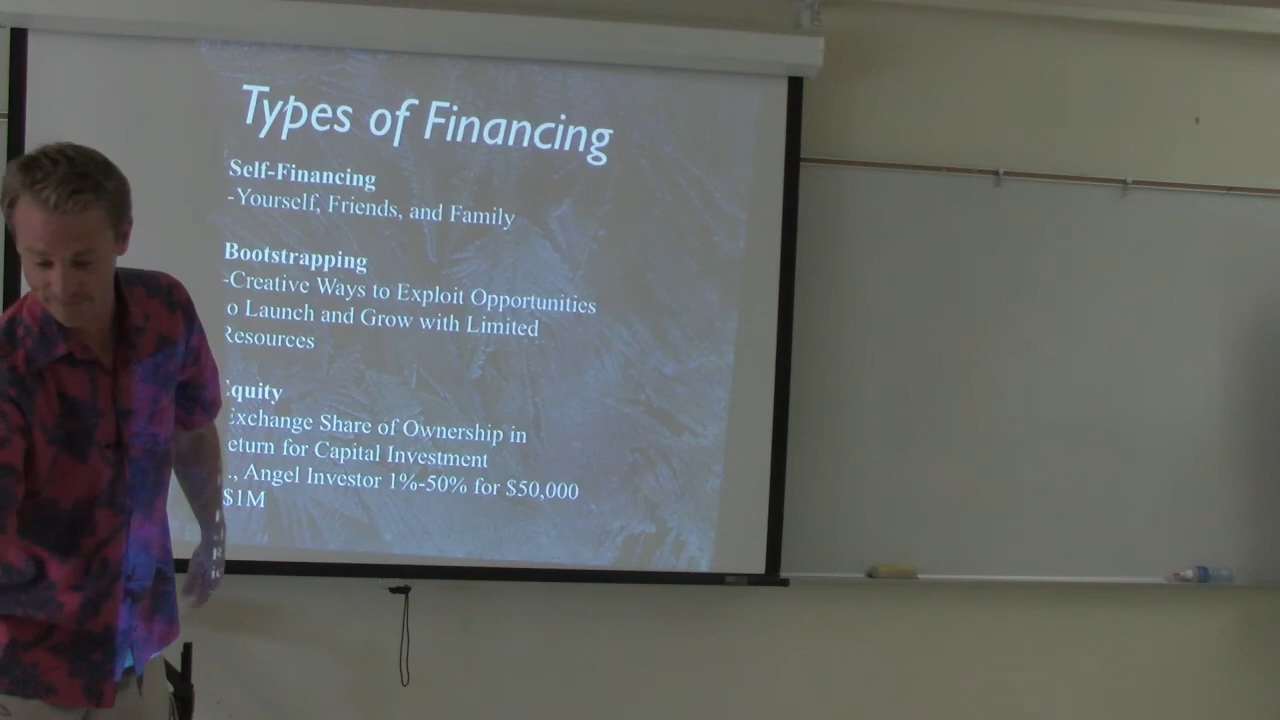 Types of Financing
Self-Financing
-Yourself, Friends, and Family
Bootstrapping
-Creative Ways to Exploit Opportunities
o Launch and Grow with Limited
Resources
quity
Exchange Share of Ownership in
eturn for Capital Investment
., Angel Investor 1%-50% for $50,000
$1M